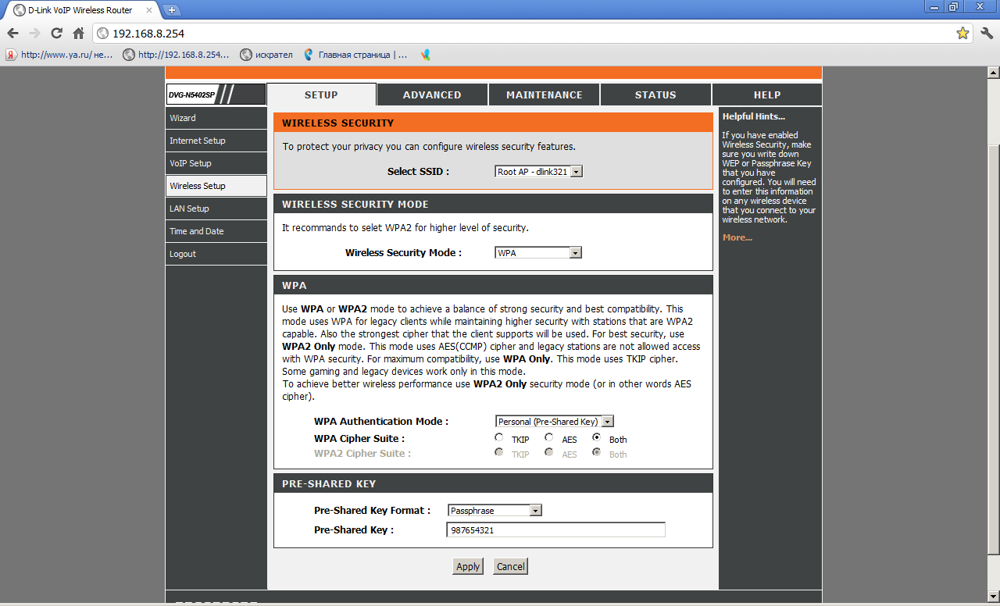 D-Link VoIP Wireless Router
192.168.8.254
http://www.ya.ru/ не...
http://192.168.8.254...
искрател
Главная страница | ...
DVG-N5402SP
SETUP
ADVANCED
MAINTENANCE
STATUS
HELP
Wizard
Internet Setup
VoIP Setup
Wireless Setup
LAN Setup
Time and Date
Logout
WIRELESS SECURITY
To protect your privacy you can configure wireless security features.
Select SSID :
Root AP - dlink321
WIRELESS SECURITY MODE
It recommands to selet WPA2 for higher level of security.
Wireless Security Mode :
WPA
WPA
Use WPA or WPA2 mode to achieve a balance of strong security and best compatibility. This
mode uses WPA for legacy clients while maintaining higher security with stations that are WPA2
capable. Also the strongest cipher that the client supports will be used. For best security, use
WPA2 Only mode. This mode uses AES(CCMP) cipher and legacy stations are not allowed access
with WPA security. For maximum compatibility, use WPA Only. This mode uses TKIP cipher.
Some gaming and legacy devices work only in this mode.
To achieve better wireless performance use WPA2 Only security mode (or in other words AES
cipher).
WPA Authentication Mode :
Personal (Pre-Shared Key)
WPA Cipher Suite :
TKIP AES Both
WPA2 Cipher Suite :
TKIP AES Both
PRE-SHARED KEY
Pre-Shared Key Format :
Passphrase
Pre-Shared Key :
987654321
Apply
Cancel
Helpful Hints...
If you have enabled
Wireless Security, make
sure you write down
WEP or Passphrase Key
that you have
configured. You will need
to enter this information
on any wireless device
that you connect to your
wireless network.
More...